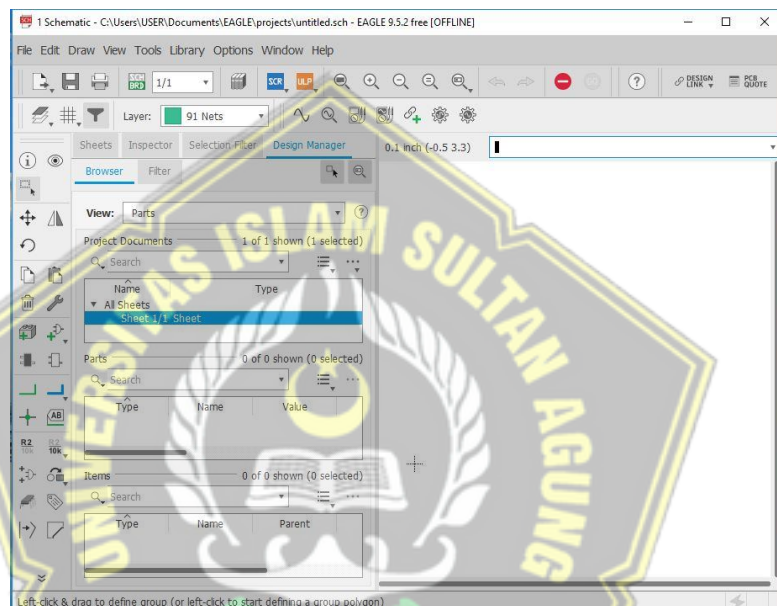 1 Schematic - C:\Users\USER\Documents\EAGLE\projects\untitled.sch - EAGLE 9.5.2 free [OFFLINE]
File Edit Draw View Tools Library Options Window Help
SCH BRD 1/1 SCR ULP DESIGN LINK PCB QUOTE
Layer: 91 Nets
Sheets Inspector Selection Filter Design Manager
0.1 inch (-0.5 3.3)
Browser Filter
View: Parts
Project Documents 1 of 1 shown (1 selected)
Search
Name Type
All Sheets
Sheet 1/1 Sheet
Parts 0 of 0 shown (0 selected)
Search
Type Name Value
AB
R2 10k R2 10k
Items 0 of 0 shown (0 selected)
Search
Type Name Parent
Left-click & drag to define group (or left-click to start defining a group polygon)
UNIVERSITAS ISLAM SULTAN AGUNG